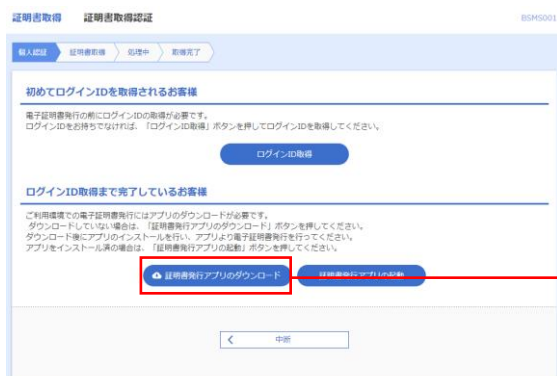 証明書取得 証明書取得認証
BSMS001
個人認証 証明書取得 処理中 取得完了
初めてログインIDを取得されるお客様
電子証明書発行の前にログインIDの取得が必要です。
ログインIDをお持ちでなければ、「ログインID取得」ボタンを押してログインIDを取得してください。
ログインID取得
ログインID取得まで完了しているお客様
ご利用環境での電子証明書発行にはアプリのダウンロードが必要です。
ダウンロードしていない場合は、「証明書発行アプリのダウンロード」ボタンを押してください。
ダウンロード後にアプリのインストールを行い、アプリより電子証明書発行を行ってください。
アプリをインストール済の場合は、「証明書発行アプリの起動」ボタンを押してください。
証明書発行アプリのダウンロード 証明書発行アプリの起動
中断